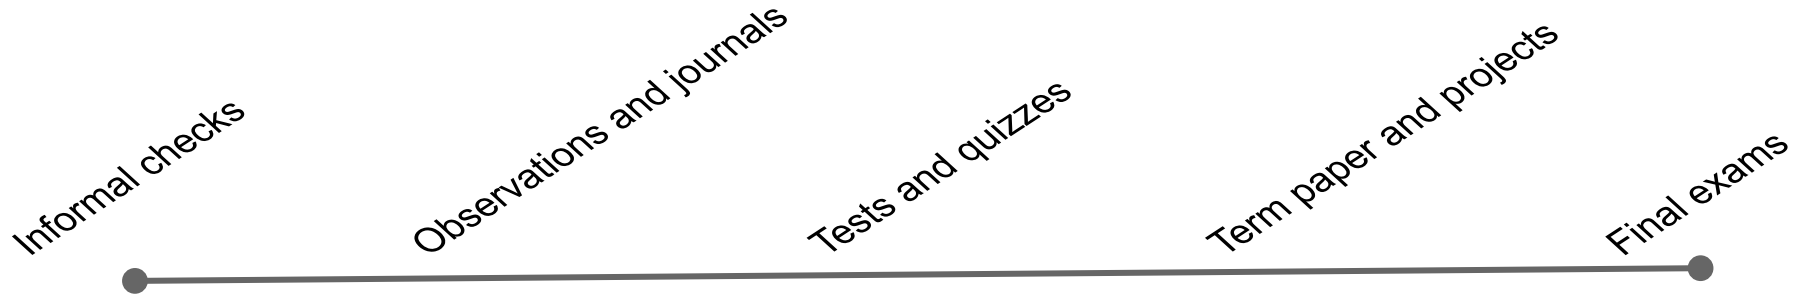 Informal checks
Observations and journals
Tests and quizzes
Term paper and projects
Final exams